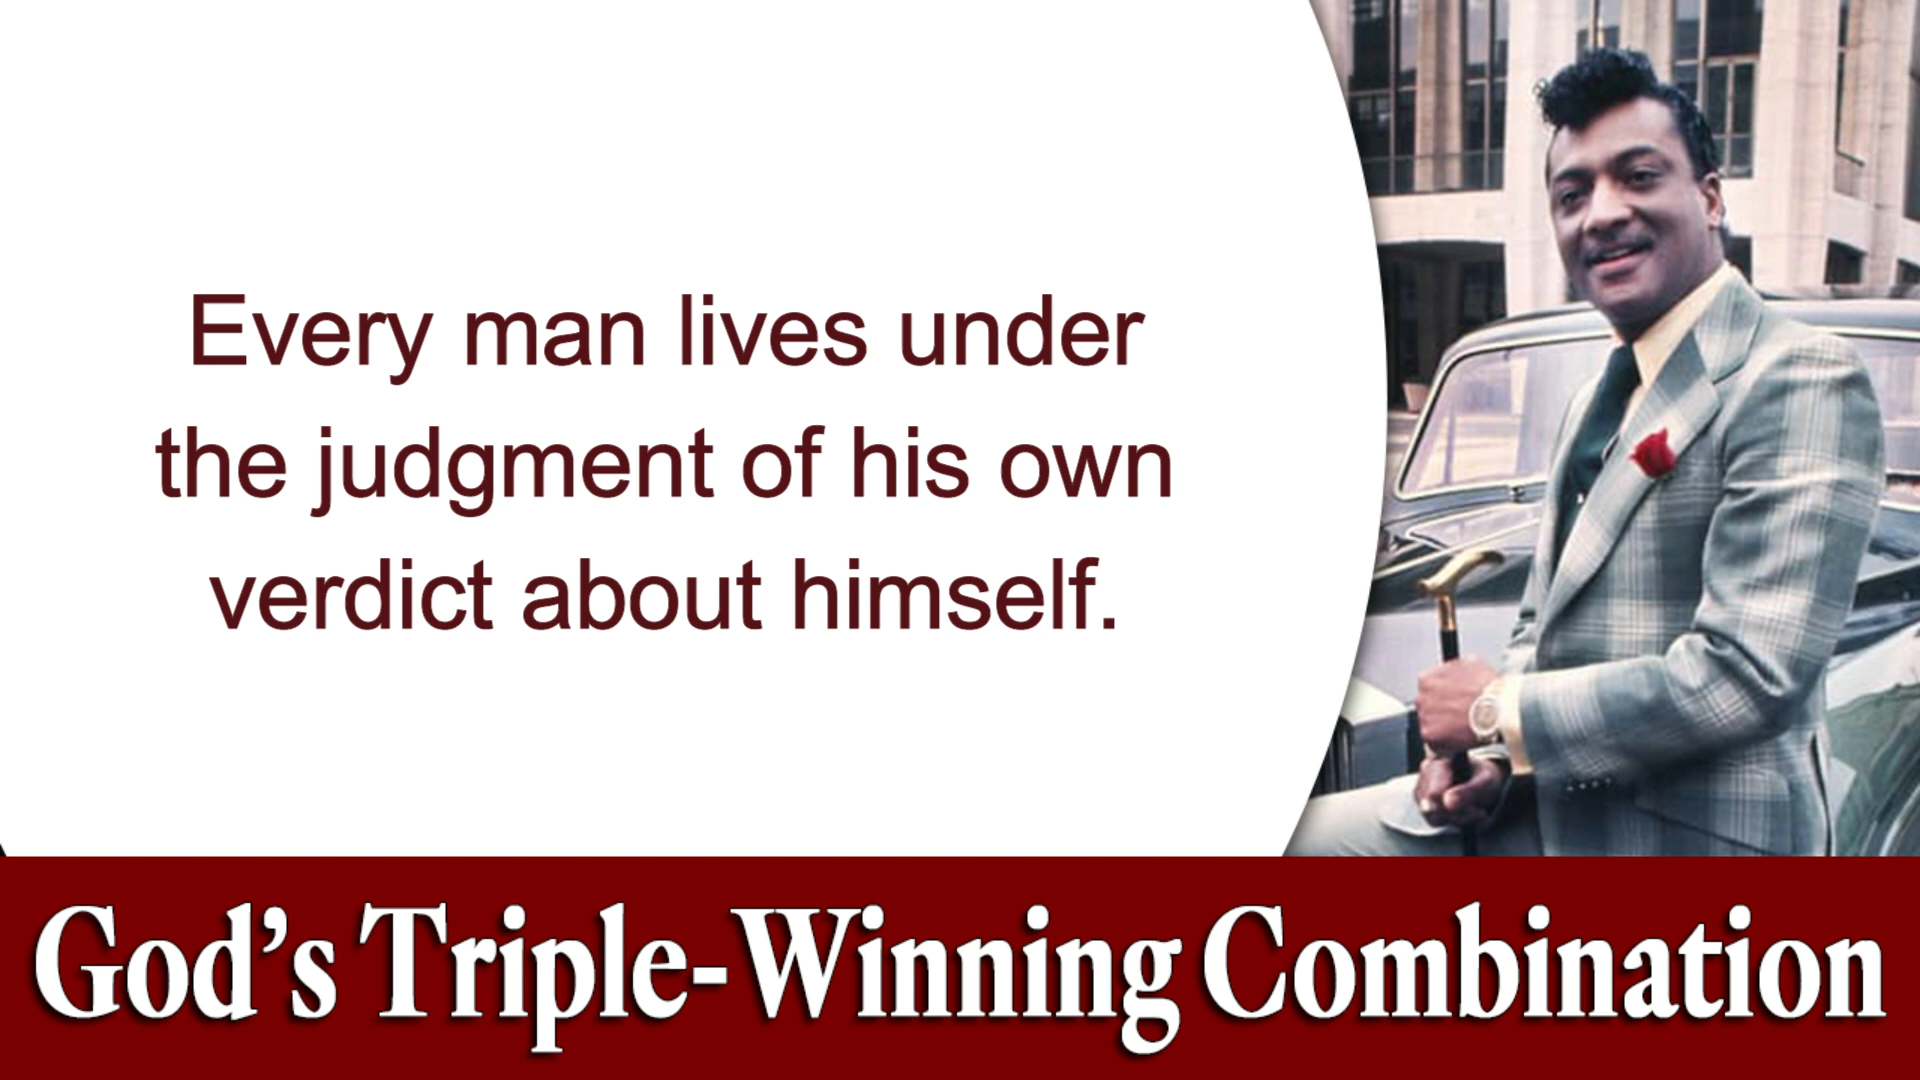 Every man lives under
the judgment of his own
verdict about himself.
God's Triple-Winning Combination